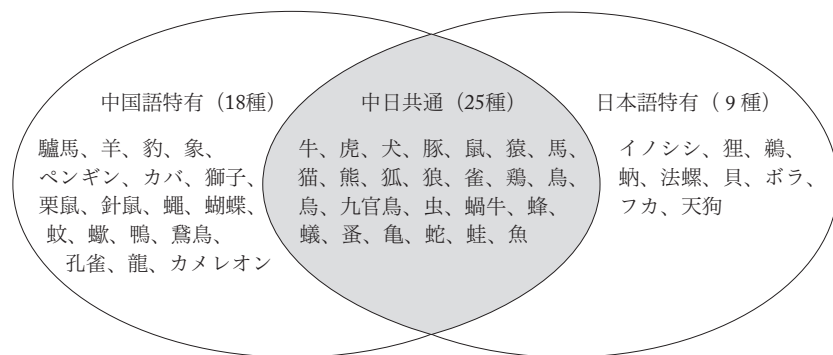 中国語特有（18種）
驢馬、羊、豹、象、
ペンギン、カバ、獅子、
栗鼠、針鼠、蠅、蝴蝶、
蚊、蠍、鴨、鵞鳥、
孔雀、龍、カメレオン
中日共通（25種）
牛、虎、犬、豚、鼠、猿、馬、
猫、熊、狐、狼、雀、鶏、鳥、
烏、九官鳥、虫、蝸牛、蜂、
蟻、蚤、亀、蛇、蛙、魚
日本語特有（ 9 種）
イノシシ、狸、鵜、
蚋、法螺、貝、ボラ、
フカ、天狗